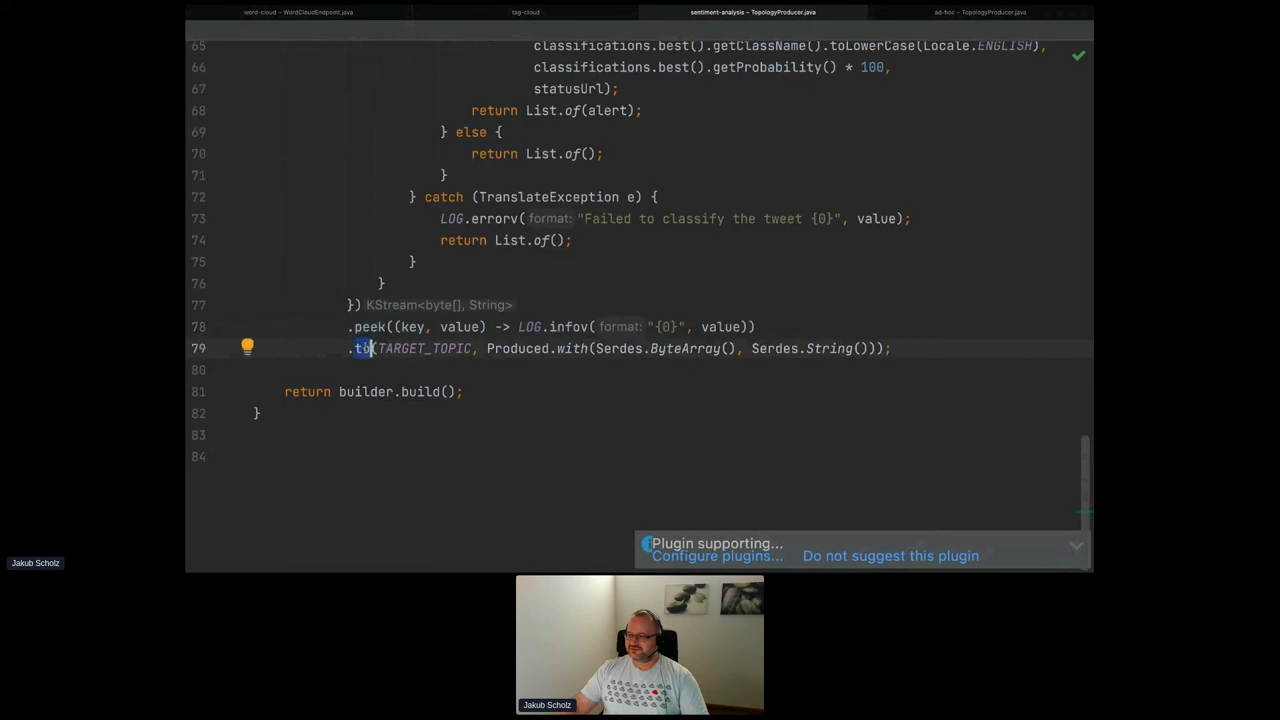 word-cloud – WordCloudEndpoint.java
tag-cloud
sentiment-analysis – TopologyProducer.java
ad-hoc – TopologyProducer.java
65 classifications.best().getClassName().toLowerCase(Locale.ENGLISH),
66 classifications.best().getProbability() * 100,
67 statusUrl);
68 return List.of(alert);
69 } else {
70 return List.of();
71 }
72 } catch (TranslateException e) {
73 LOG.errorv( format: "Failed to classify the tweet {0}", value);
74 return List.of();
75 }
76 }
77 }) KStream<byte[], String>
78 .peek((key, value) -> LOG.infov( format: "{0}", value))
79 .to(TARGET_TOPIC, Produced.with(Serdes.ByteArray(), Serdes.String()));
80
81 return builder.build();
82 }
83
84
Plugin supporting...
Configure plugins... Do not suggest this plugin
Jakub Scholz
Jakub Scholz